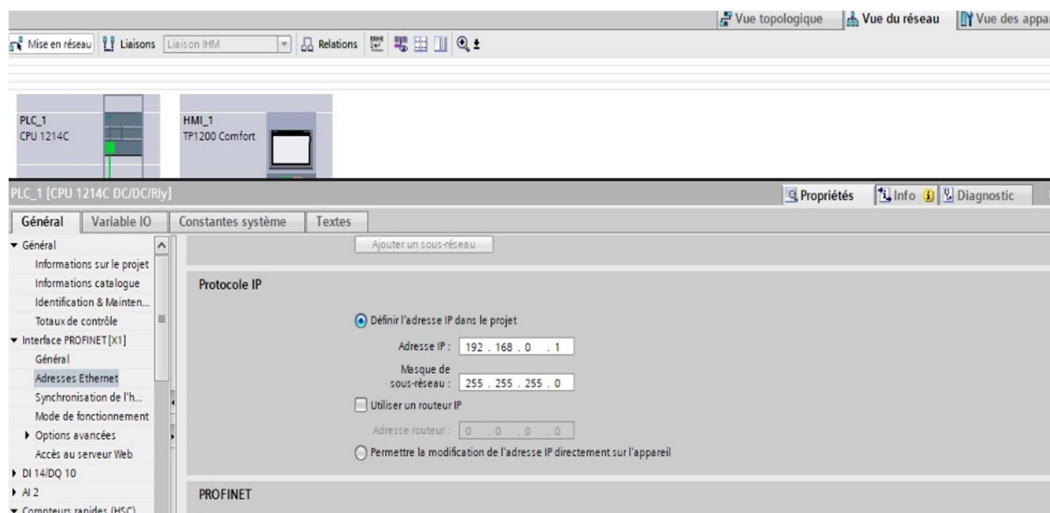 Vue topologique Vue du réseau Vue des appa
Mise en réseau Liaisons Liaison IHM Relations
PLC_1
CPU 1214C
HMI_1
TP1200 Comfort
PLC_1 [CPU 1214C DC/DC/Rly]
Propriétés Info Diagnostic
Général Variable IO Constantes système Textes
Général
Informations sur le projet
Informations catalogue
Identification & Mainten...
Totaux de contrôle
Interface PROFINET [X1]
Général
Adresses Ethernet
Synchronisation de l'h...
Mode de fonctionnement
Options avancées
Accès au serveur Web
DI 14/DQ 10
AI 2
Compteurs rapides (HSC)
Ajouter un sous-réseau
Protocole IP
Définir l'adresse IP dans le projet
Adresse IP : 192 . 168 . 0 . 1
Masque de
sous-réseau : 255 . 255 . 255 . 0
Utiliser un routeur IP
Adresse routeur : 0 . 0 . 0 . 0
Permettre la modification de l'adresse IP directement sur l'appareil
PROFINET